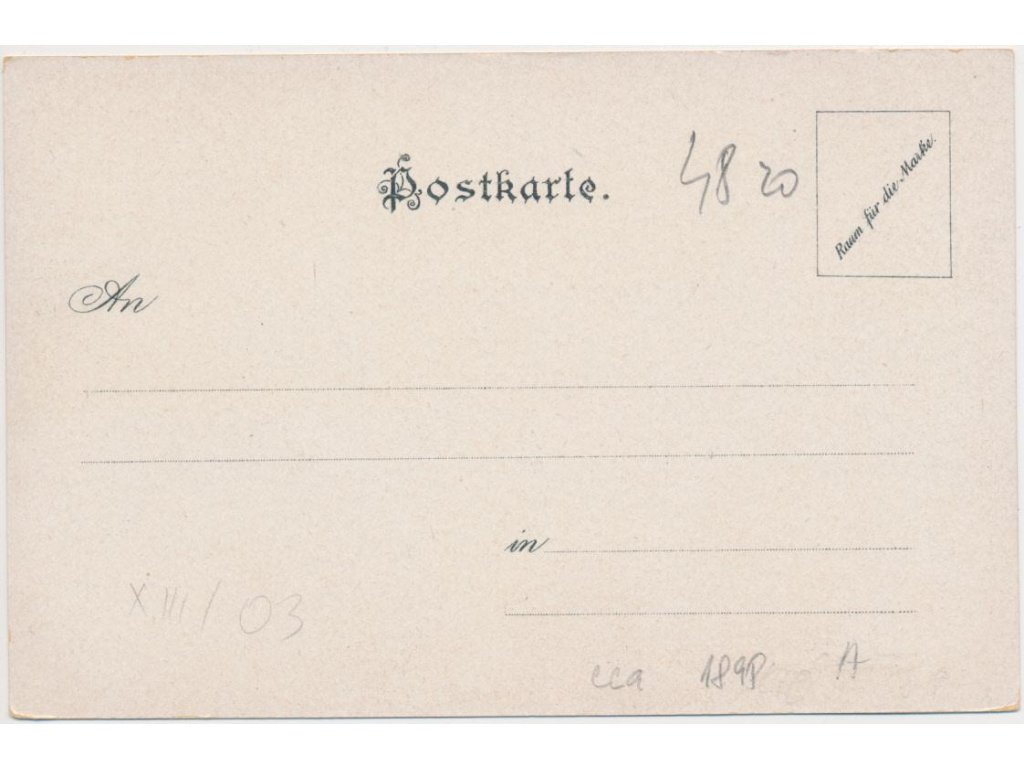 Postkarte.
48 20
Raum für die Marke.
An
in
XIII / 03
cca 1898 A